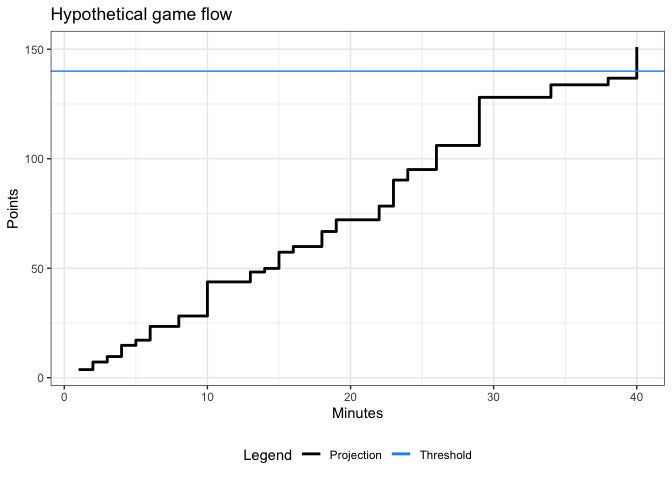 Hypothetical game flow
150
100
50
0
Points
0 10 20 30 40
Minutes
Legend Projection Threshold